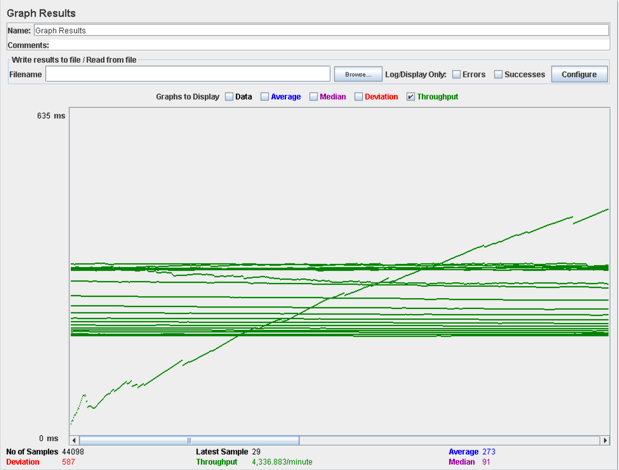 Graph Results
Name: Graph Results
Comments:
Write results to file / Read from file
Filename Browse... Log/Display Only: Errors Successes Configure
Graphs to Display Data Average Median Deviation Throughput
635 ms
0 ms
No of Samples 44098 Latest Sample 29 Average 273
Deviation 587 Throughput 4,336.883/minute Median 91